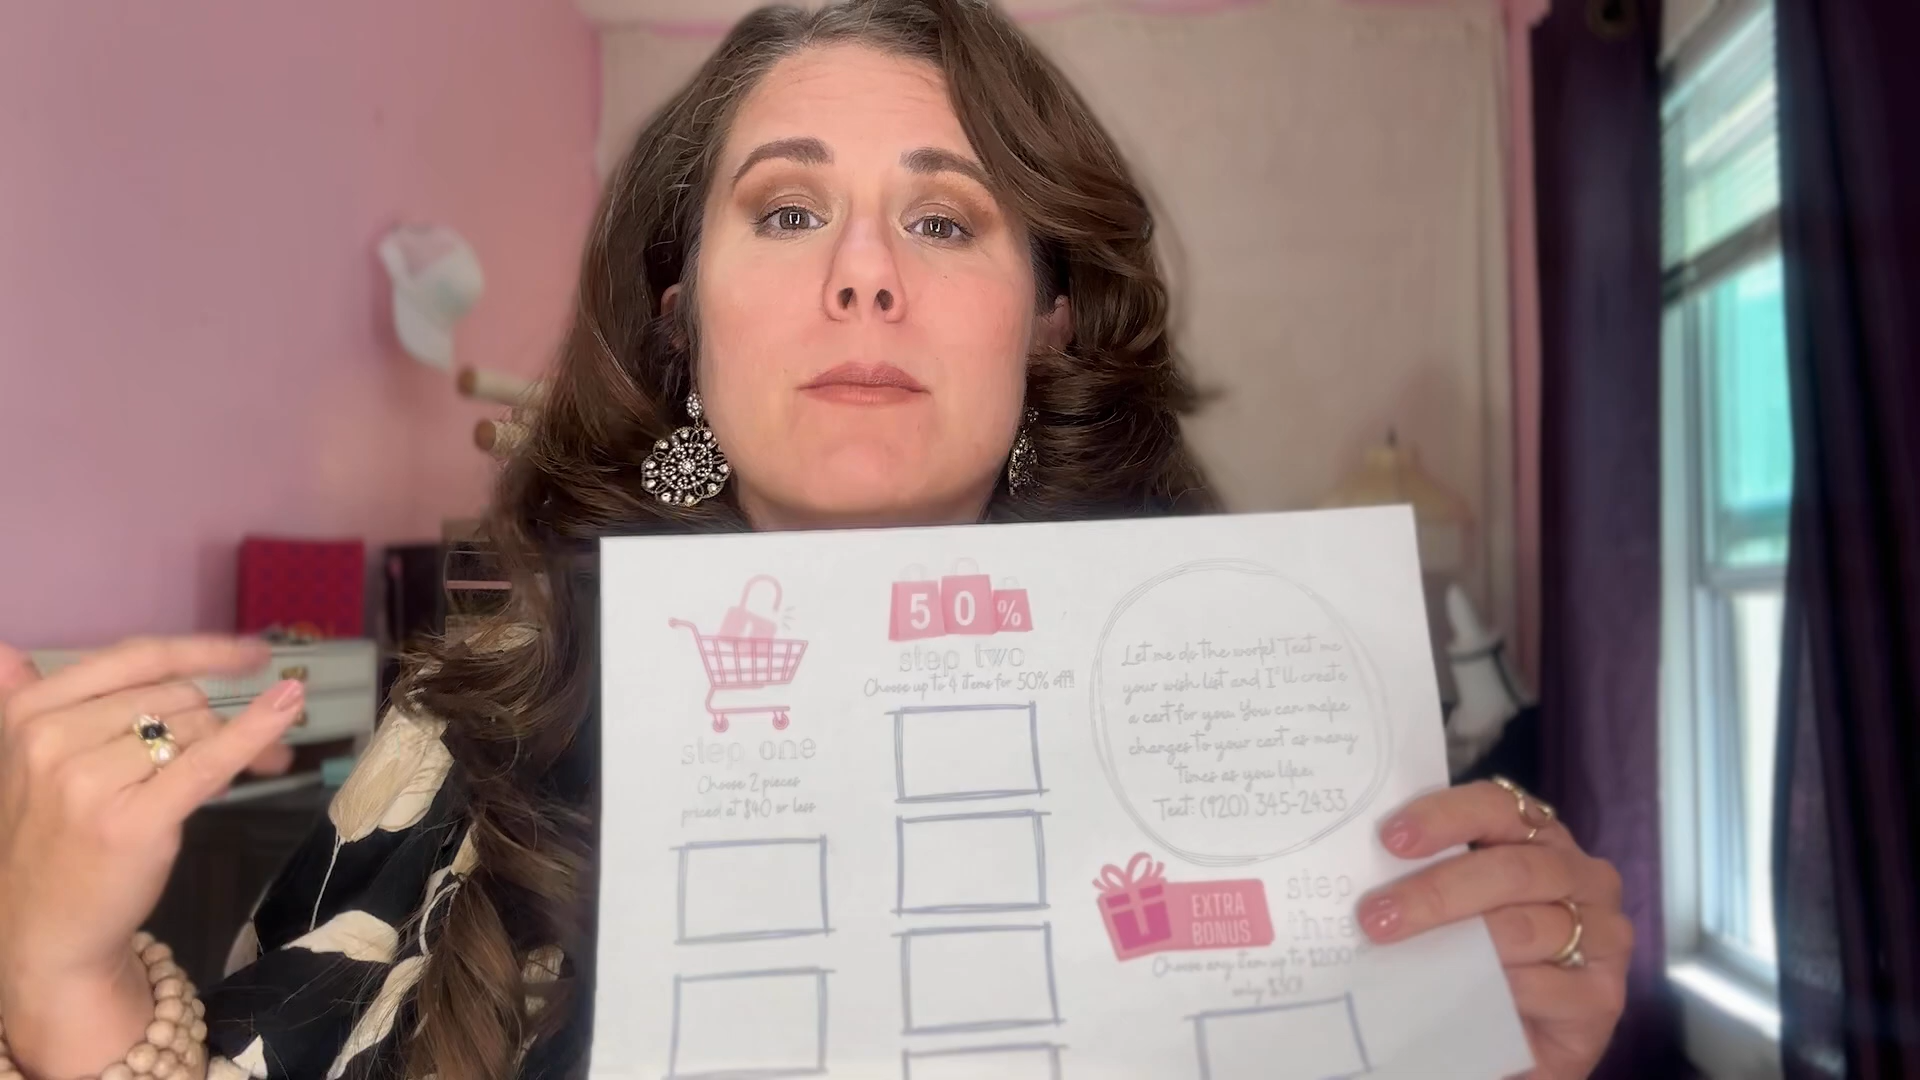 step one
Choose 2 pieces
priced at $40 or less
50%
step two
Choose up to 4 items for 50% off!
Let me do the work! Text me
your wish list and I'll create
a cart for you. You can make
changes to your cart as many
times as you like.
Text: (920) 345-2433
EXTRA
BONUS
step
three
Choose any item up to $200
only $30!